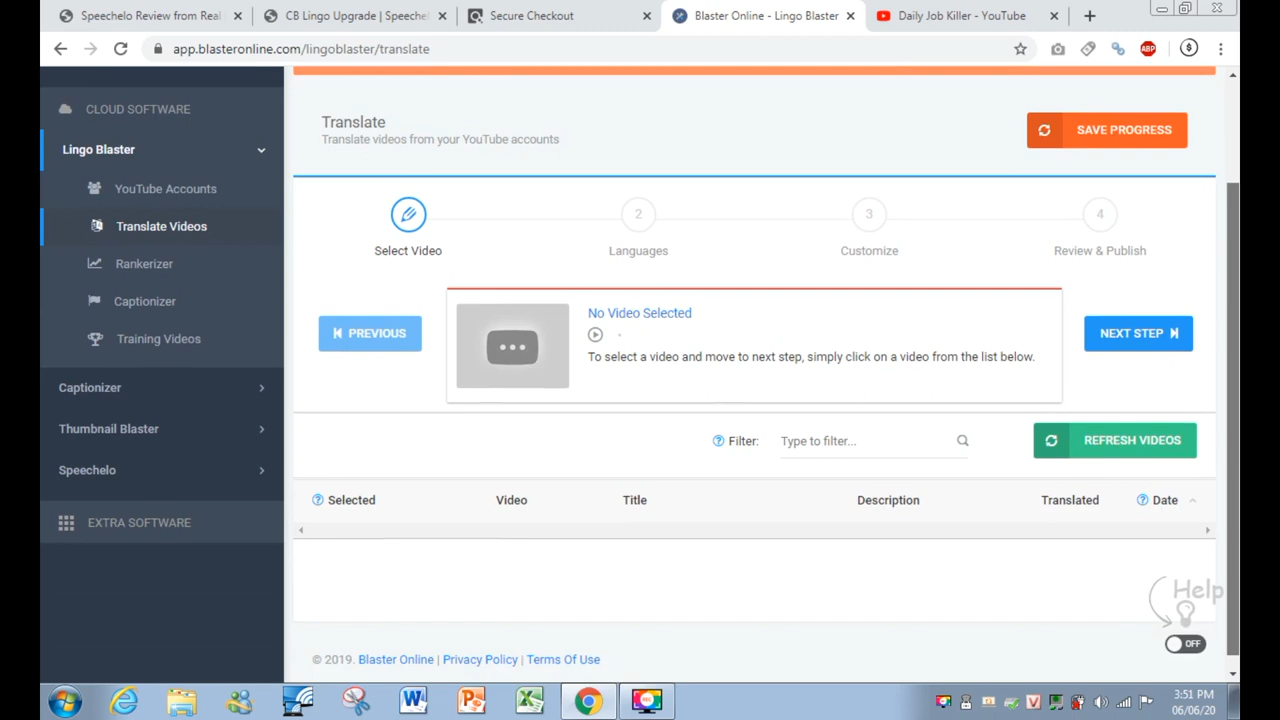 Speechelo Review from Real
CB Lingo Upgrade | Speechel
Secure Checkout
Blaster Online - Lingo Blaster
Daily Job Killer - YouTube
app.blasteronline.com/lingoblaster/translate
ABP
CLOUD SOFTWARE
Lingo Blaster
YouTube Accounts
Translate Videos
Rankerizer
Captionizer
Training Videos
Captionizer
Thumbnail Blaster
Speechelo
EXTRA SOFTWARE
Translate
Translate videos from your YouTube accounts
SAVE PROGRESS
2
3
4
Select Video
Languages
Customize
Review & Publish
PREVIOUS
No Video Selected
-
To select a video and move to next step, simply click on a video from the list below.
NEXT STEP
Filter:
Type to filter...
REFRESH VIDEOS
Selected
Video
Title
Description
Translated
Date
Help
OFF
© 2019. Blaster Online | Privacy Policy | Terms Of Use
3:51 PM
06/06/20